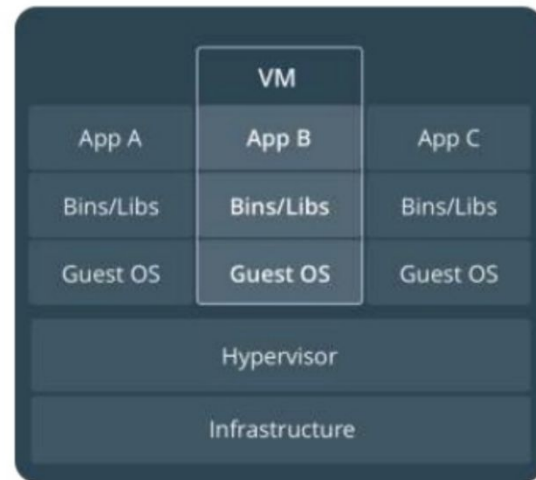 VM
App A App B App C
Bins/Libs Bins/Libs Bins/Libs
Guest OS Guest OS Guest OS
Hypervisor
Infrastructure